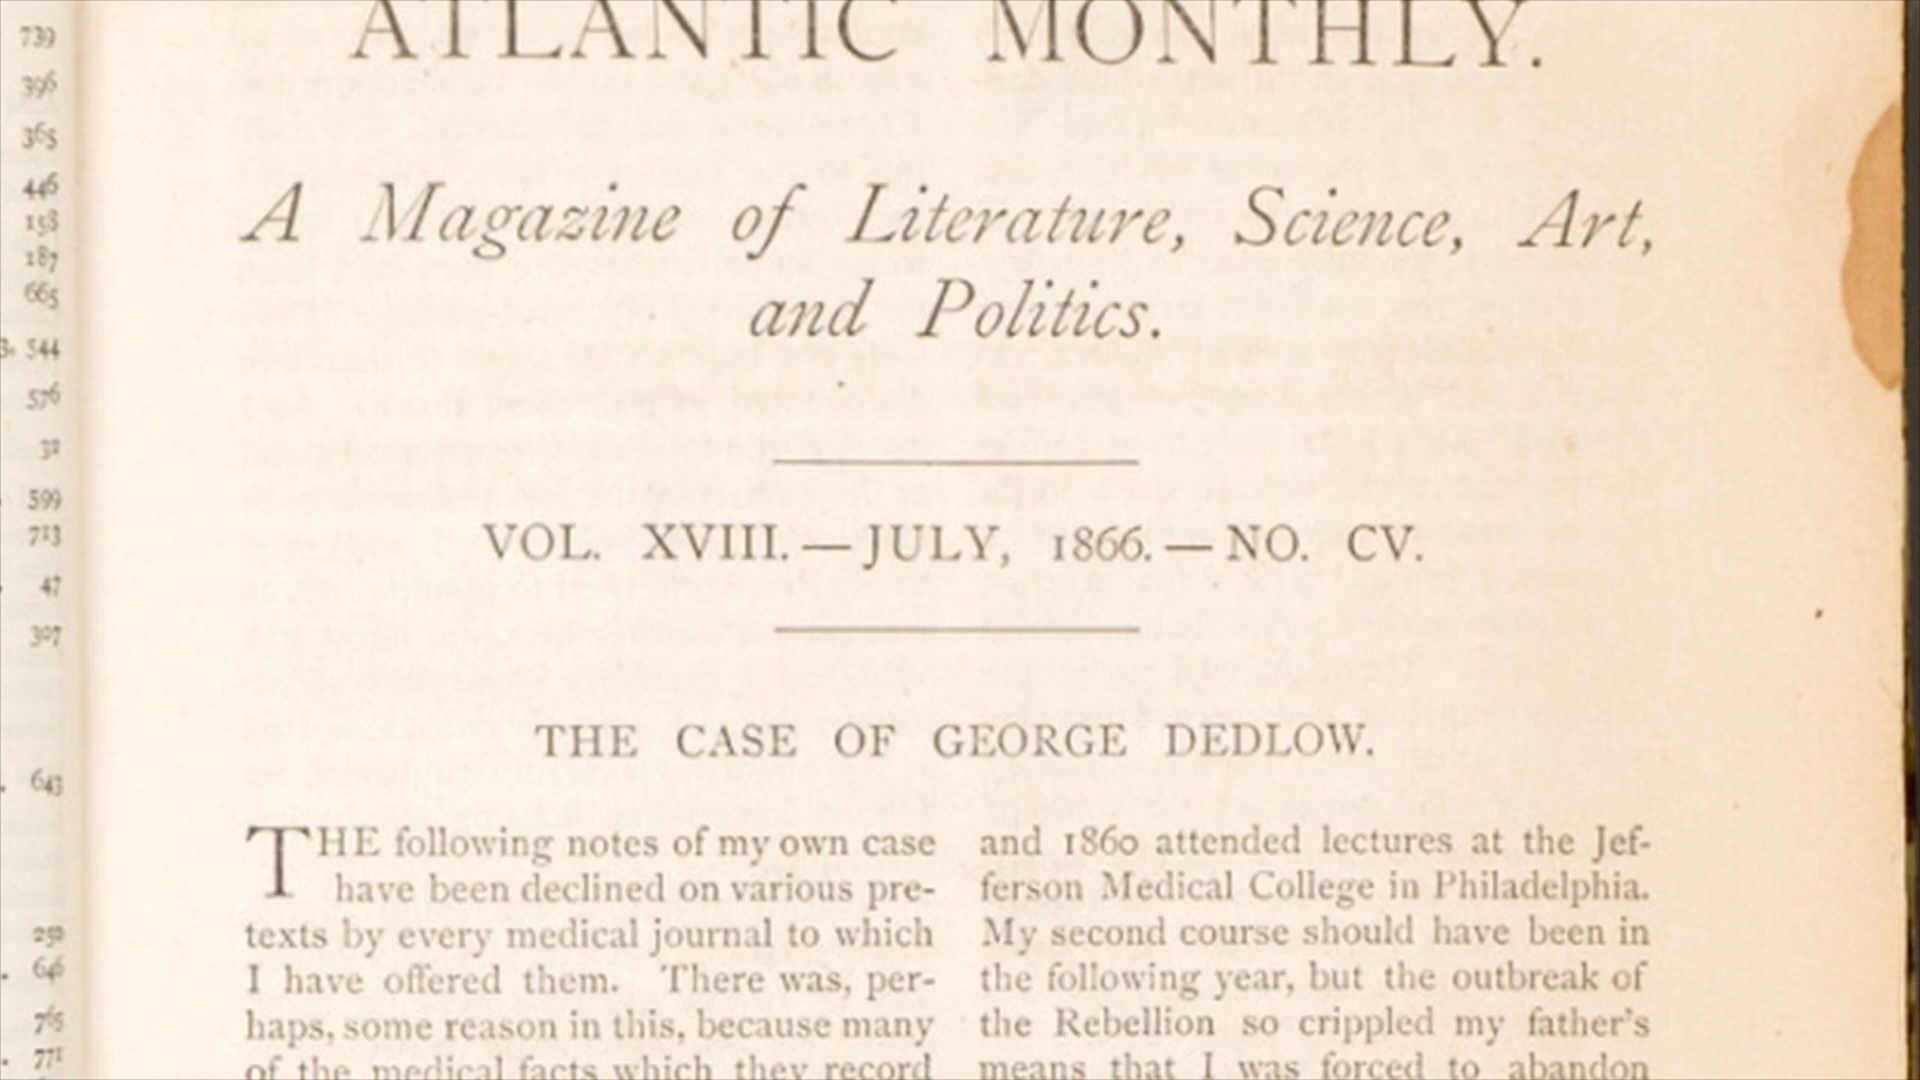 739
396
365
446
158
187
665
3, 544
576
32
599
713
47
397
643
250
646
765
771
ATLANTIC MONTHLY.
A Magazine of Literature, Science, Art,
and Politics.
VOL. XVIII.—JULY, 1866.—NO. CV.
THE CASE OF GEORGE DEDLOW.
THE following notes of my own case
have been declined on various pre-
texts by every medical journal to which
I have offered them. There was, per-
haps, some reason in this, because many
of the medical facts which they record
and 1860 attended lectures at the Jef-
ferson Medical College in Philadelphia.
My second course should have been in
the following year, but the outbreak of
the Rebellion so crippled my father's
means that I was forced to abandon